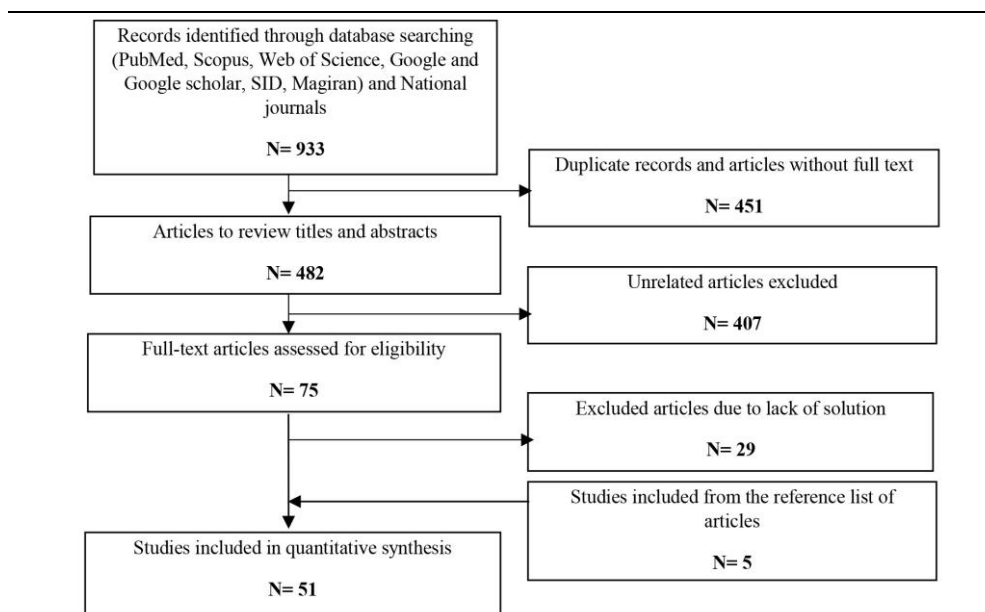 Records identified through database searching
(PubMed, Scopus, Web of Science, Google and
Google scholar, SID, Magiran) and National
journals
N= 933
Duplicate records and articles without full text
N= 451
Articles to review titles and abstracts
N= 482
Unrelated articles excluded
N= 407
Full-text articles assessed for eligibility
N= 75
Excluded articles due to lack of solution
N= 29
Studies included from the reference list of
articles
N= 5
Studies included in quantitative synthesis
N= 51